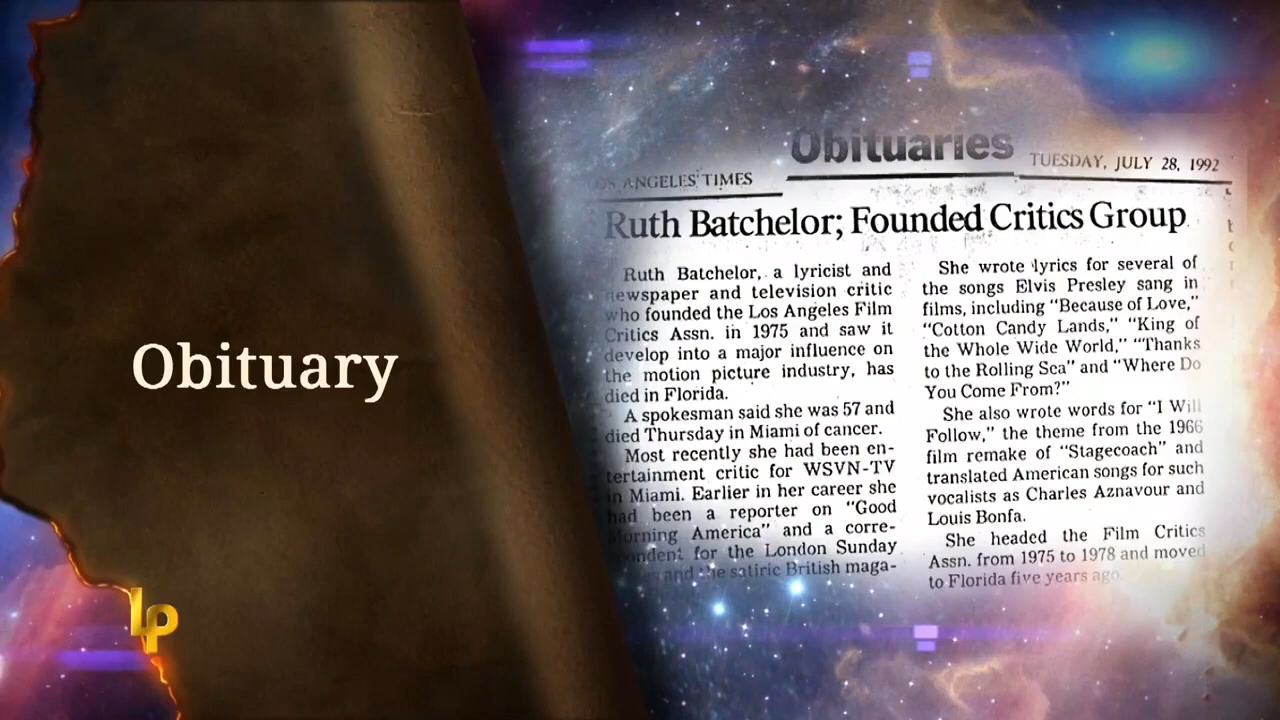 Obituary
lp
Obituaries
LOS ANGELES TIMES
TUESDAY, JULY 28, 1992
Ruth Batchelor; Founded Critics Group
Ruth Batchelor, a lyricist and
newspaper and television critic
who founded the Los Angeles Film
Critics Assn. in 1975 and saw it
develop into a major influence on
the motion picture industry, has
died in Florida.
A spokesman said she was 57 and
died Thursday in Miami of cancer.
Most recently she had been en-
tertainment critic for WSVN-TV
in Miami. Earlier in her career she
had been a reporter on "Good
Morning America" and a corre-
spondent for the London Sunday
and the satiric British maga-
She wrote lyrics for several of
the songs Elvis Presley sang in
films, including "Because of Love,"
"Cotton Candy Lands," "King of
the Whole Wide World," "Thanks
to the Rolling Sea" and "Where Do
You Come From?"
She also wrote words for "I Will
Follow," the theme from the 1966
film remake of "Stagecoach" and
translated American songs for such
vocalists as Charles Aznavour and
Louis Bonfa.
She headed the Film Critics
Assn. from 1975 to 1978 and moved
to Florida five years ago.